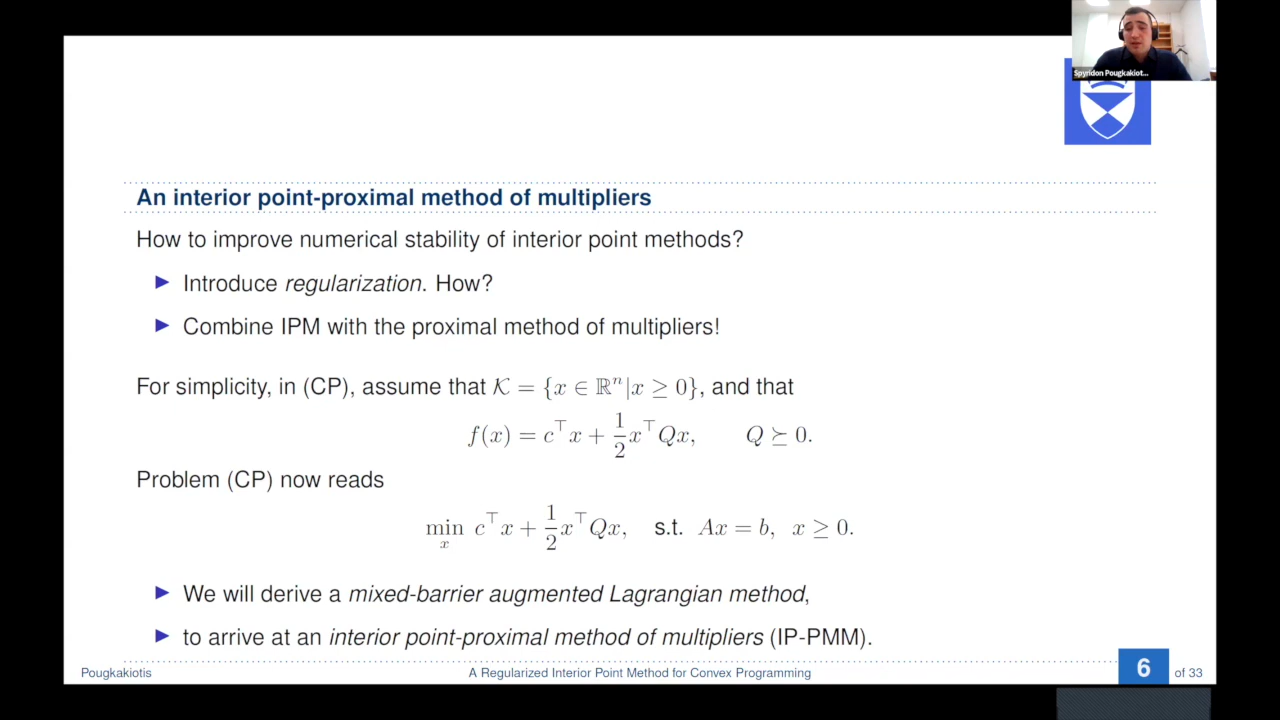 Spyridon Pougkakiot...
An interior point-proximal method of multipliers
How to improve numerical stability of interior point methods?
▶ Introduce regularization. How?
▶ Combine IPM with the proximal method of multipliers!
For simplicity, in (CP), assume that 𝒦 = {x ∈ ℝⁿ|x ≥ 0}, and that
f(x) = c⊤x + 1/2 x⊤Qx,   Q ⪰ 0.
Problem (CP) now reads
min_x c⊤x + 1/2 x⊤Qx,   s.t.  Ax = b,  x ≥ 0.
▶ We will derive a mixed-barrier augmented Lagrangian method,
▶ to arrive at an interior point-proximal method of multipliers (IP-PMM).
Pougkakiotis   A Regularized Interior Point Method for Convex Programming   6 of 33